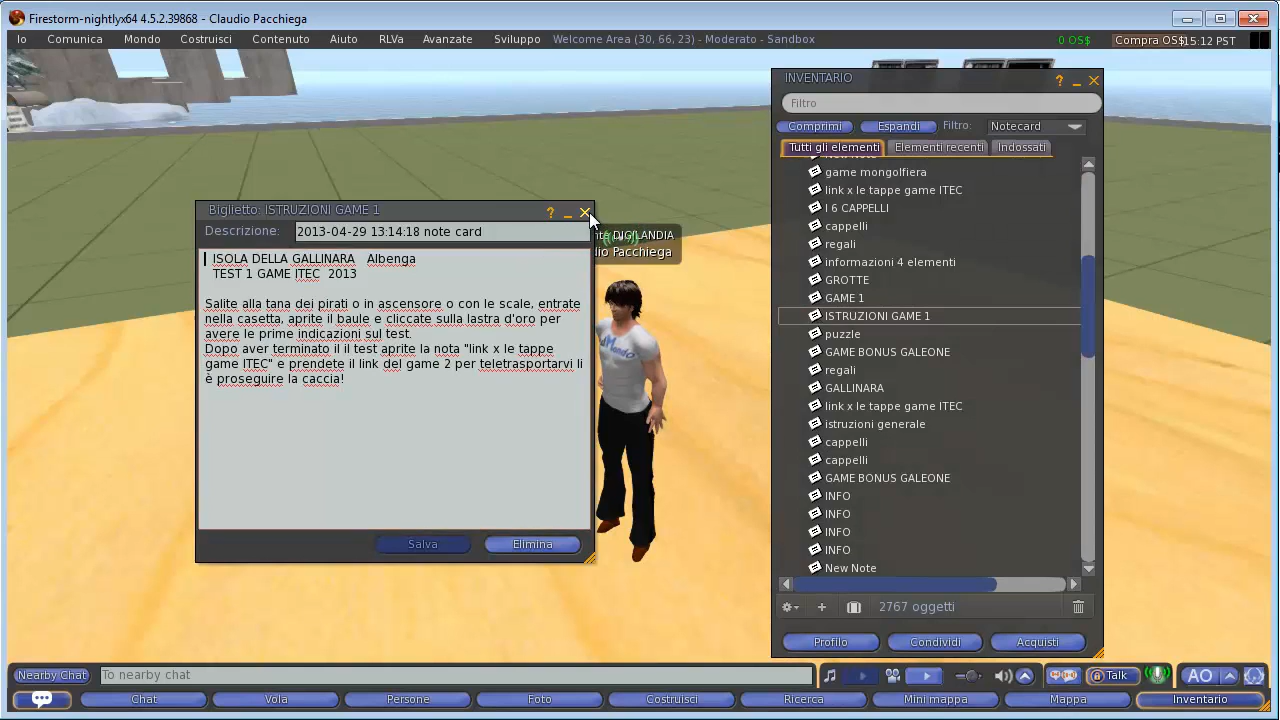 Firestorm-nightlyx64 4.5.2.39868 - Claudio Pacchiega
Io Comunica Mondo Costruisci Contenuto Aiuto RLVa Avanzate Sviluppo Welcome Area (30, 66, 23) - Moderato - Sandbox 0 OS$ Compra OS$ 15:12 PST
INVENTARIO
Filtro
Comprimi Espandi Filtro: Notecard
Tutti gli elementi Elementi recenti Indossati
New Note
game mongolfiera
link x le tappe game ITEC
I 6 CAPPELLI
cappelli
regali
informazioni 4 elementi
GROTTE
GAME 1
ISTRUZIONI GAME 1
puzzle
GAME BONUS GALEONE
regali
GALLINARA
link x le tappe game ITEC
istruzioni generale
cappelli
cappelli
GAME BONUS GALEONE
INFO
INFO
INFO
INFO
New Note
2767 oggetti
Profilo Condividi Acquisti
Biglietto: ISTRUZIONI GAME 1
Descrizione: 2013-04-29 13:14:18 note card
ISOLA DELLA GALLINARA Albenga
TEST 1 GAME ITEC 2013
Salite alla tana dei pirati o in ascensore o con le scale, entrate
nella casetta, aprite il baule e cliccate sulla lastra d'oro per
avere le prime indicazioni sul test.
Dopo aver terminato il il test aprite la nota "link x le tappe
game ITEC" e prendete il link del game 2 per teletrasportarvi li
è proseguire la caccia!
Salva Elimina
DIGILANDIA
Pacchiega
Nearby Chat To nearby chat Talk AO
Chat Vola Persone Foto Costruisci Ricerca Mini mappa Mappa Inventario